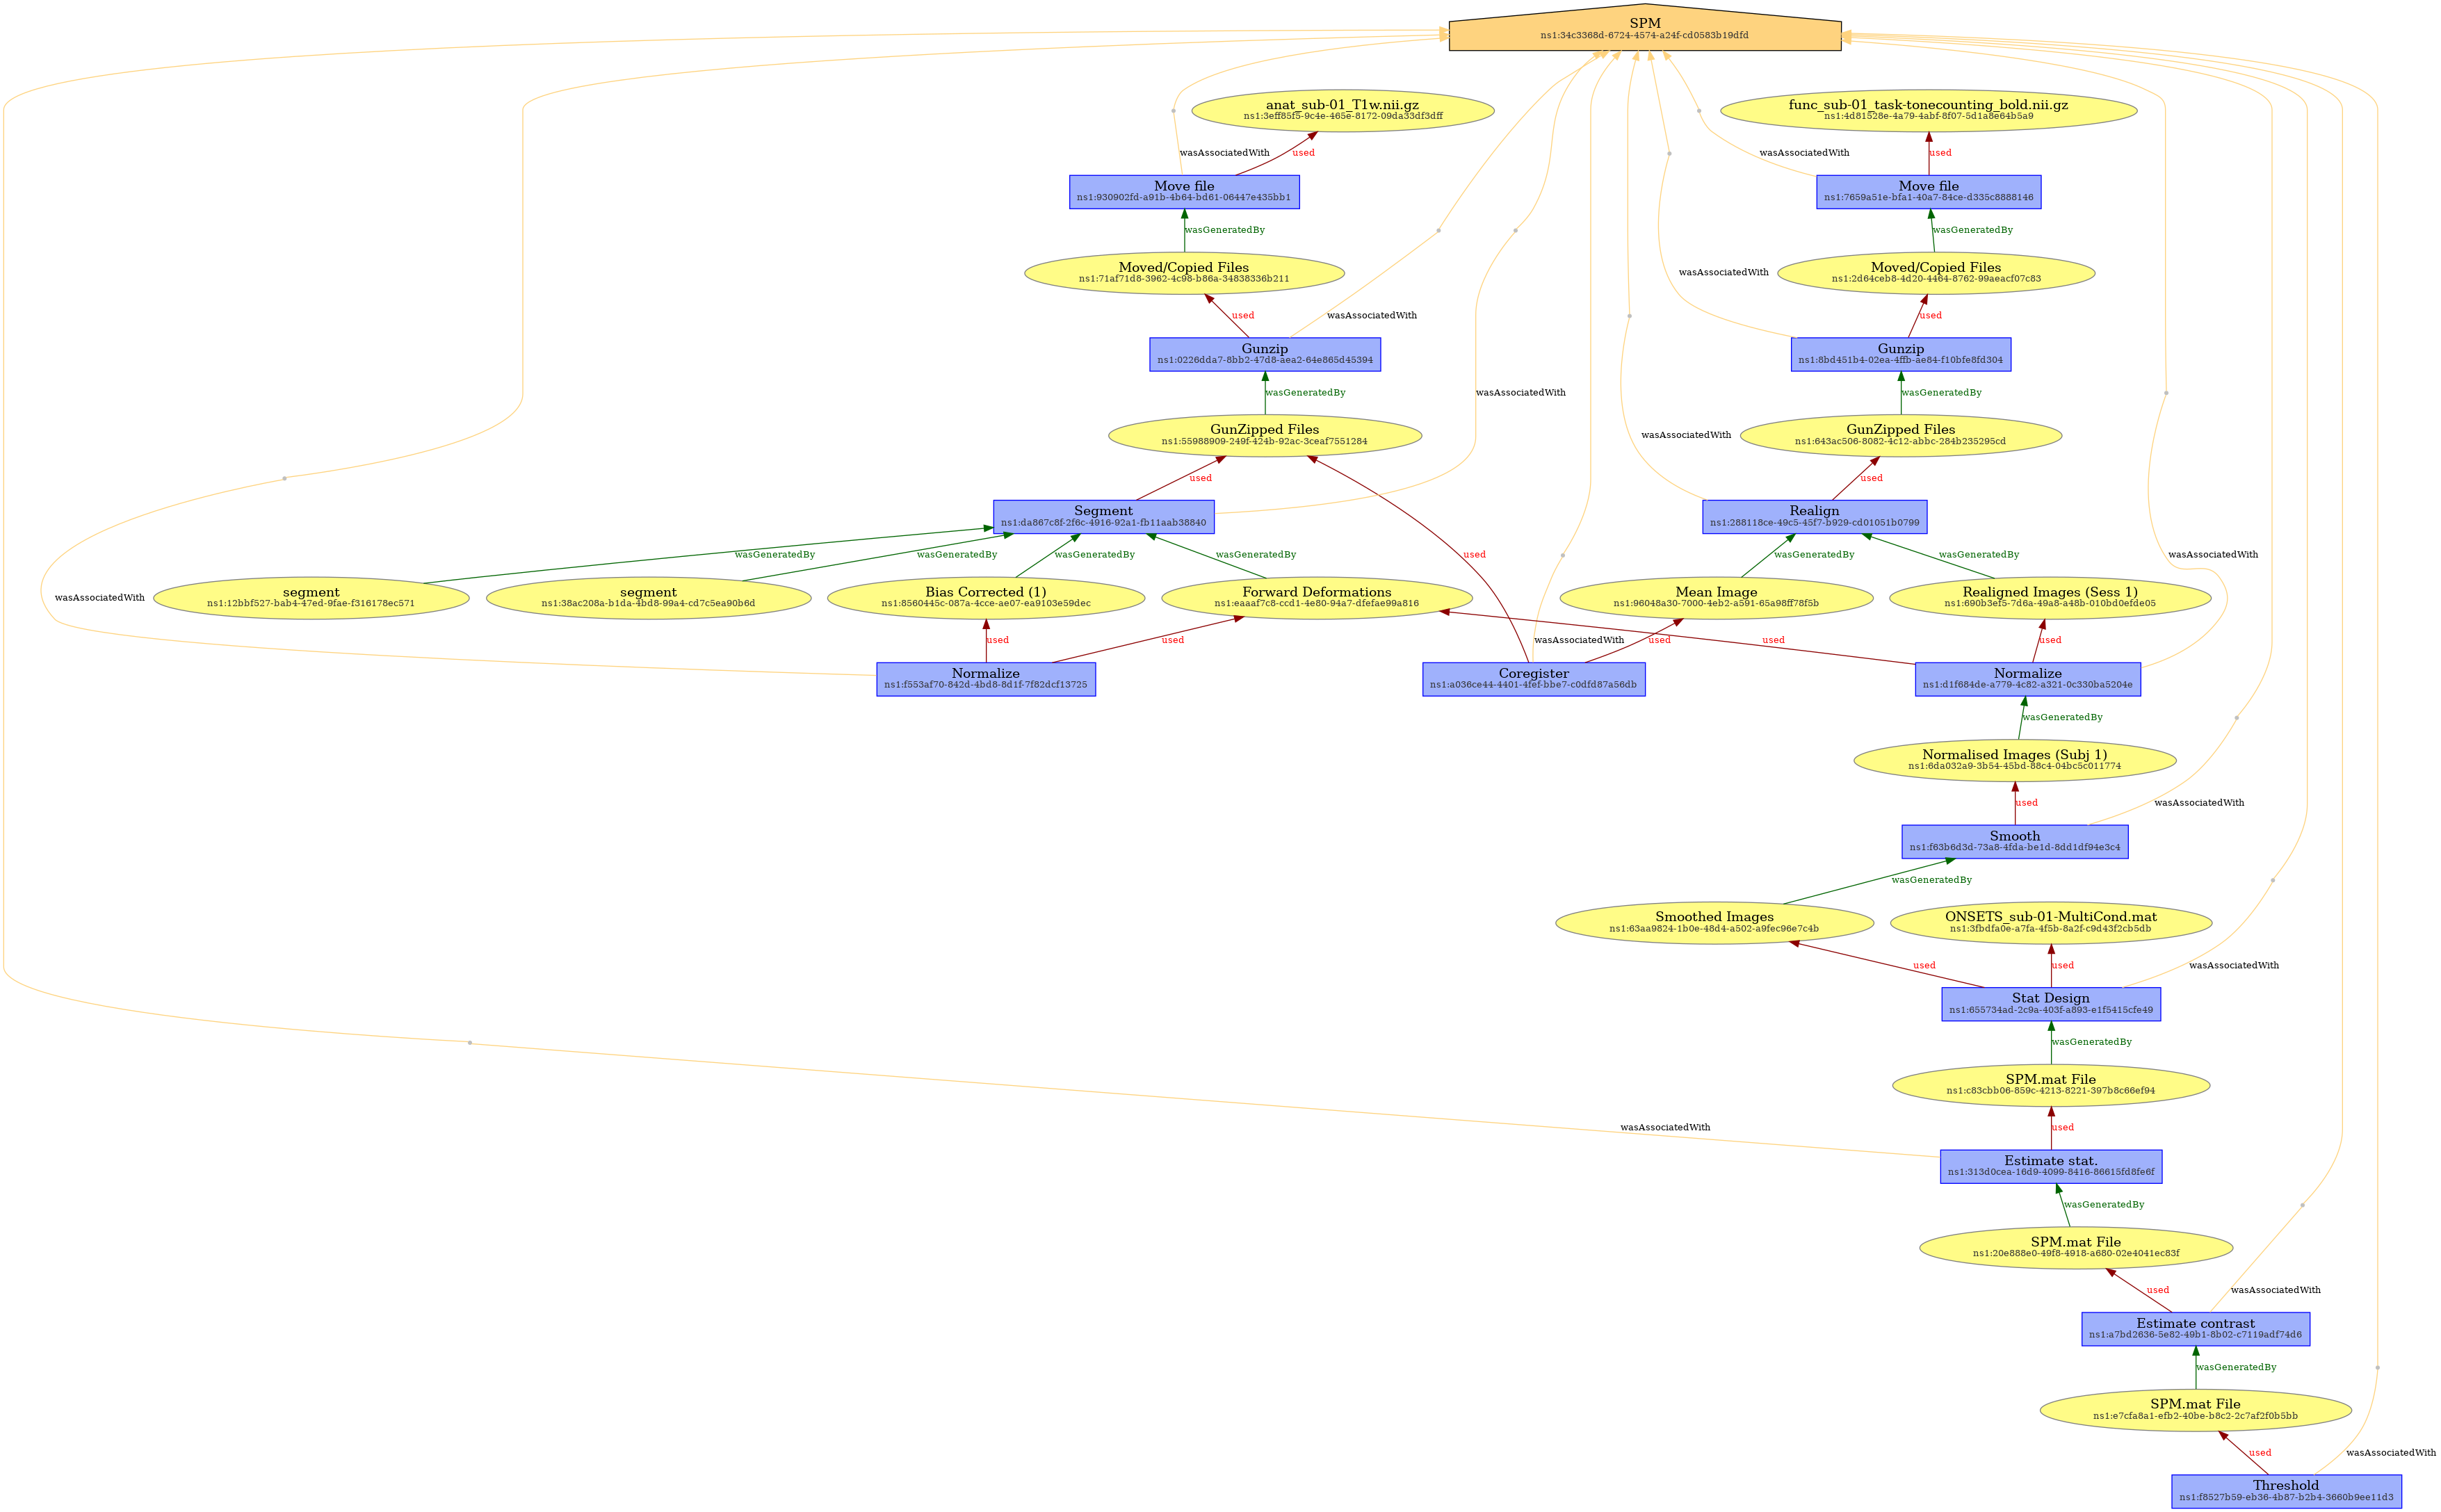 SPM
ns1:34c3368d-6724-4574-a24f-cd0583b19dfd
anat_sub-01_T1w.nii.gz
ns1:3eff85f5-9c4e-465e-8172-09da33df3dff
func_sub-01_task-tonecounting_bold.nii.gz
ns1:4d81528e-4a79-4abf-8f07-5d1a8e64b5a9
wasAssociatedWith
used
wasAssociatedWith
used
Move file
ns1:930902fd-a91b-4b64-bd61-06447e435bb1
Move file
ns1:7659a51e-bfa1-40a7-84ce-d335c8888146
wasGeneratedBy
wasGeneratedBy
Moved/Copied Files
ns1:71af71d8-3962-4c98-b86a-34838336b211
wasAssociatedWith
Moved/Copied Files
ns1:2d64ceb8-4d20-4464-8762-99aeacf07c83
used
wasAssociatedWith
used
Gunzip
ns1:0226dda7-8bb2-47d8-aea2-64e865d45394
Gunzip
ns1:8bd451b4-02ea-4ffb-ae84-f10bfe8fd304
wasGeneratedBy
wasAssociatedWith
wasGeneratedBy
GunZipped Files
ns1:55988909-249f-424b-92ac-3ceaf7551284
wasAssociatedWith
GunZipped Files
ns1:643ac506-8082-4c12-abbc-284b235295cd
used
used
Segment
ns1:da867c8f-2f6c-4916-92a1-fb11aab38840
Realign
ns1:288118ce-49c5-45f7-b929-cd01051b0799
wasGeneratedBy
wasGeneratedBy
wasGeneratedBy
wasGeneratedBy
used
wasGeneratedBy
wasGeneratedBy
wasAssociatedWith
wasAssociatedWith
segment
ns1:12bbf527-bab4-47ed-9fae-f316178ec571
segment
ns1:38ac208a-b1da-4bd8-99a4-cd7c5ea90b6d
Bias Corrected (1)
ns1:8560445c-087a-4cce-ae07-ea9103e59dec
Forward Deformations
ns1:eaaaf7c8-ccd1-4e80-94a7-dfefae99a816
Mean Image
ns1:96048a30-7000-4eb2-a591-65a98ff78f5b
Realigned Images (Sess 1)
ns1:690b3ef5-7d6a-49a8-a48b-010bd0efde05
used
used
wasAssociatedWith
used
used
used
Normalize
ns1:f553af70-842d-4bd8-8d1f-7f82dcf13725
Coregister
ns1:a036ce44-4401-4fef-bbe7-c0dfd87a56db
Normalize
ns1:d1f684de-a779-4c82-a321-0c330ba5204e
wasGeneratedBy
Normalised Images (Subj 1)
ns1:6da032a9-3b54-45bd-88c4-04bc5c011774
used
wasAssociatedWith
Smooth
ns1:f63b6d3d-73a8-4fda-be1d-8dd1df94e3c4
wasGeneratedBy
Smoothed Images
ns1:63aa9824-1b0e-48d4-a502-a9fec96e7c4b
ONSETS_sub-01-MultiCond.mat
ns1:3fbdfa0e-a7fa-4f5b-8a2f-c9d43f2cb5db
used
used
wasAssociatedWith
Stat Design
ns1:655734ad-2c9a-403f-a893-e1f5415cfe49
wasGeneratedBy
SPM.mat File
ns1:c83cbb06-859c-4213-8221-397b8c66ef94
wasAssociatedWith
used
Estimate stat.
ns1:313d0cea-16d9-4099-8416-86615fd8fe6f
wasGeneratedBy
SPM.mat File
ns1:20e888e0-49f8-4918-a680-02e4041ec83f
used
wasAssociatedWith
Estimate contrast
ns1:a7bd2636-5e82-49b1-8b02-c7119adf74d6
wasGeneratedBy
SPM.mat File
ns1:e7cfa8a1-efb2-40be-b8c2-2c7af2f0b5bb
used
wasAssociatedWith
Threshold
ns1:f8527b59-eb36-4b87-b2b4-3660b9ee11d3